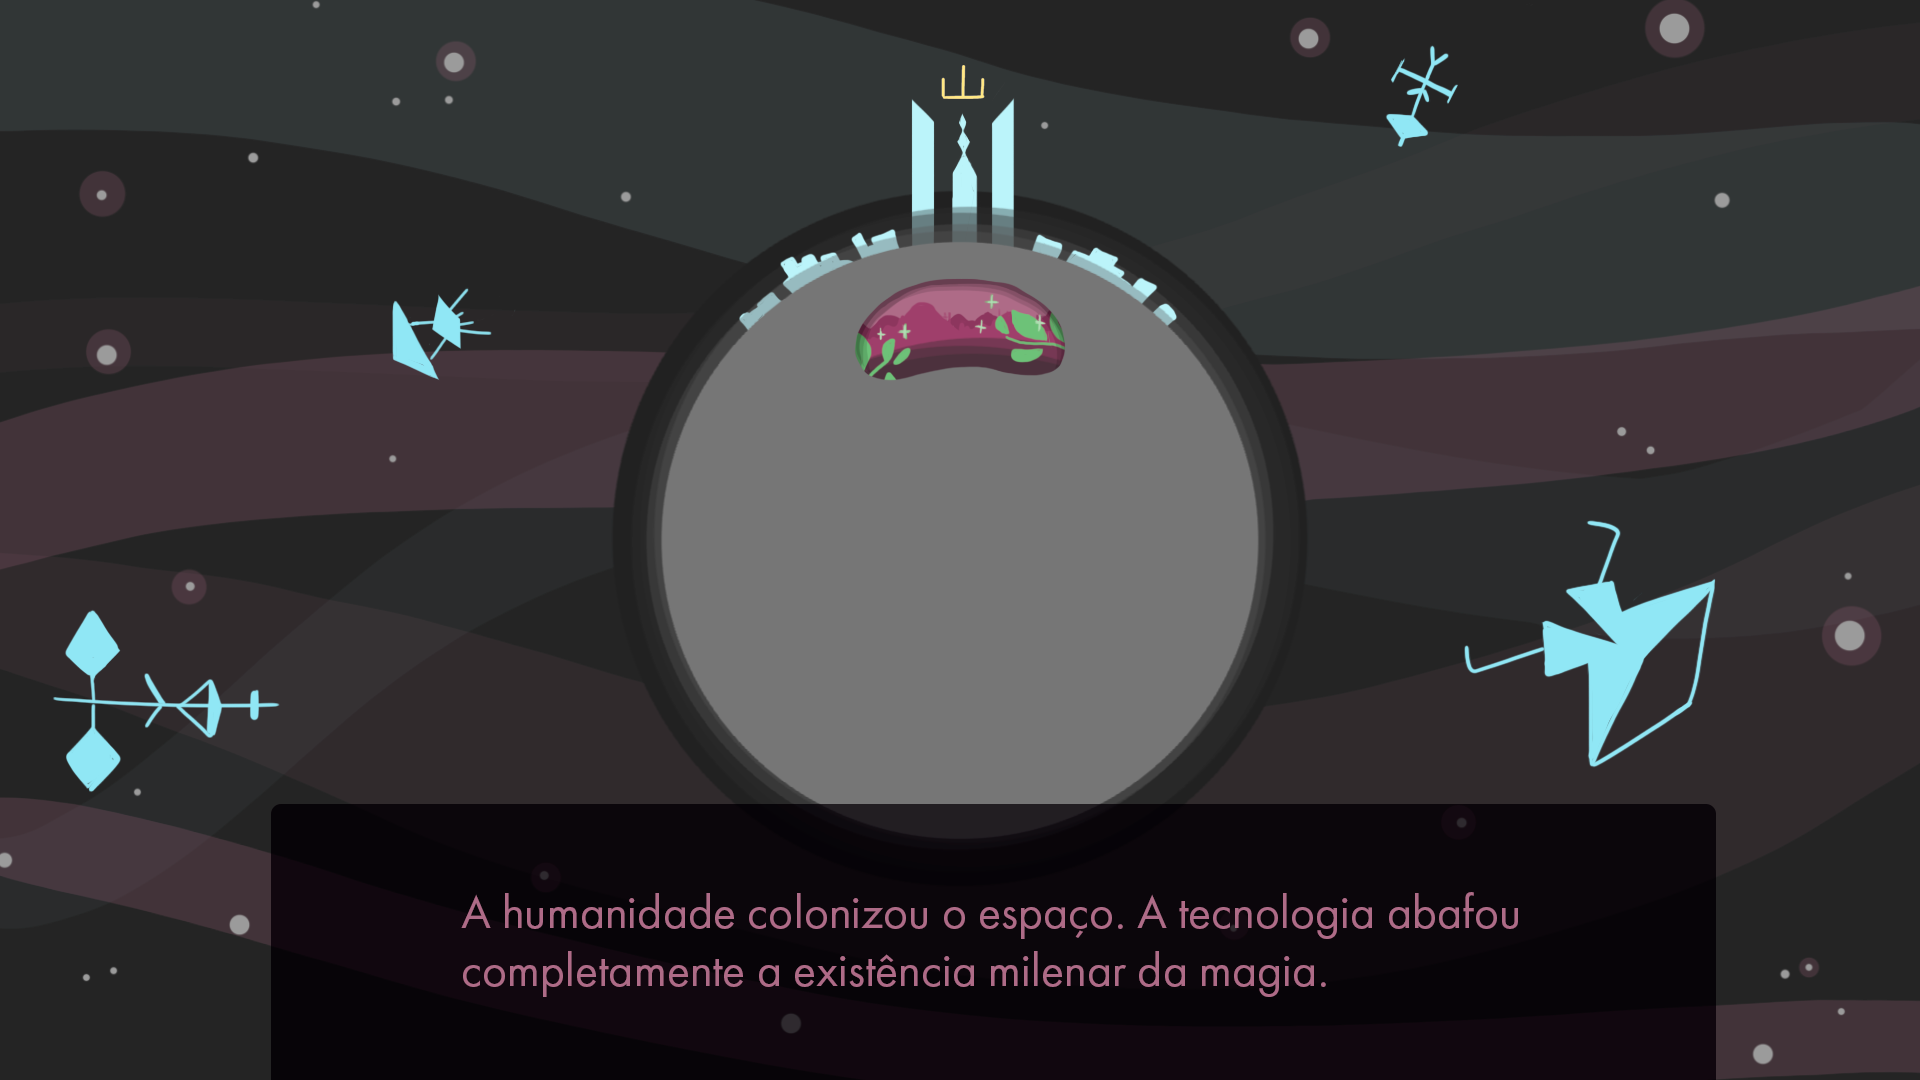 A humanidade colonizou o espaço. A tecnologia abafou
completamente a existência milenar da magia.